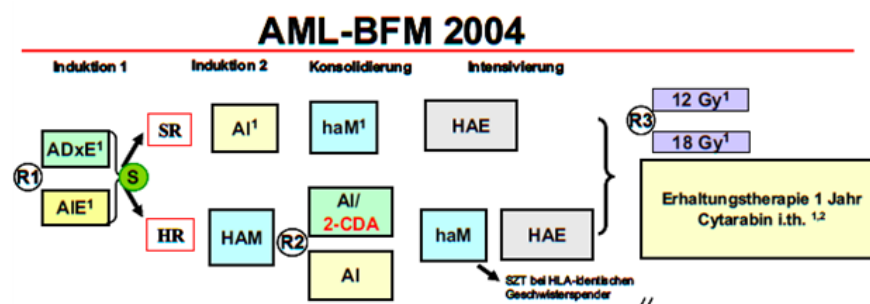 AML-BFM 2004
Induktion 1
Induktion 2
Konsolidierung
Intensivierung
R1
ADxE¹
AIE¹
S
SR
HR
AI¹
haM¹
HAE
HAM
R2
AI/
2-CDA
AI
haM
HAE
SZT bei HLA-identischen
Geschwisterspender
R3
12 Gy¹
18 Gy¹
Erhaltungstherapie 1 Jahr
Cytarabin i.th. ¹,²
//